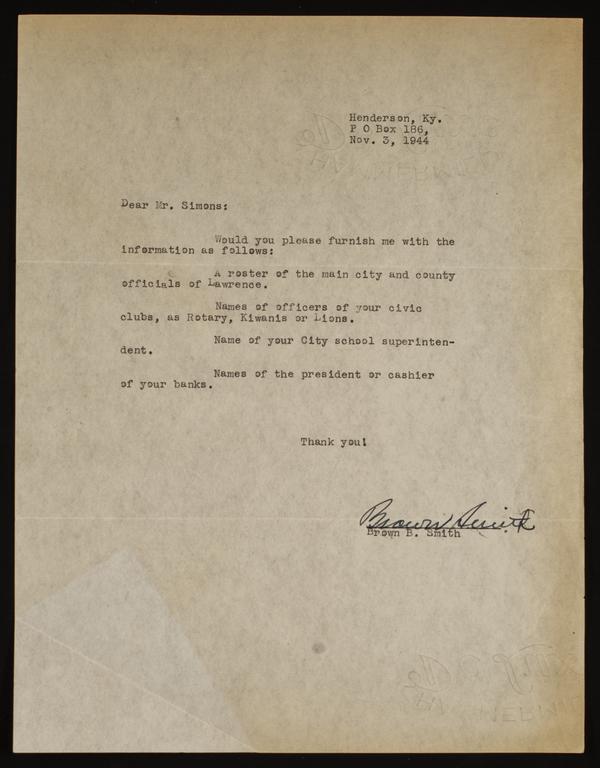 Henderson, Ky.
P O Box 186,
Nov. 3, 1944
Dear Mr. Simons:
Would you please furnish me with the
information as follows:
A roster of the main city and county
officials of Lawrence.
Names of officers of your civic
clubs, as Rotary, Kiwanis or Lions.
Name of your City school superinten-
dent.
Names of the president or cashier
of your banks.
Thank you!
Brown Smith
Brown B. Smith